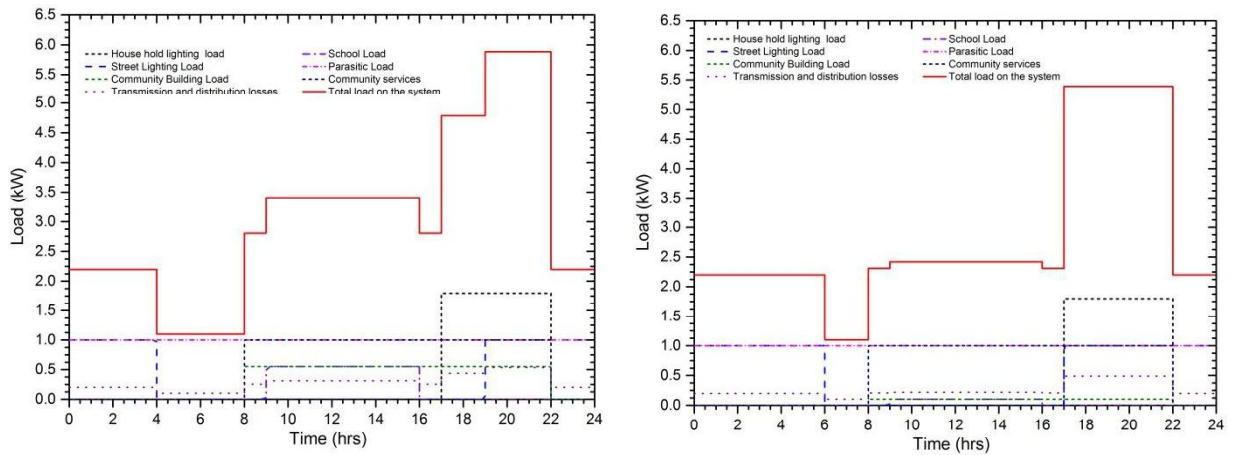 6.5
6.0
5.5
5.0
4.5
4.0
3.5
3.0
2.5
2.0
1.5
1.0
0.5
0.0
Load (kW)
House hold lighting load
Street Lighting Load
Community Building Load
Transmission and distribution losses
School Load
Parasitic Load
Community services
Total load on the system
0 2 4 6 8 10 12 14 16 18 20 22 24
Time (hrs)
6.5
6.0
5.5
5.0
4.5
4.0
3.5
3.0
2.5
2.0
1.5
1.0
0.5
0.0
Load (kW)
House hold lighting load
Street Lighting Load
Community Building Load
Transmission and distribution losses
School Load
Parasitic Load
Community services
Total load on the system
0 2 4 6 8 10 12 14 16 18 20 22 24
Time (hrs)